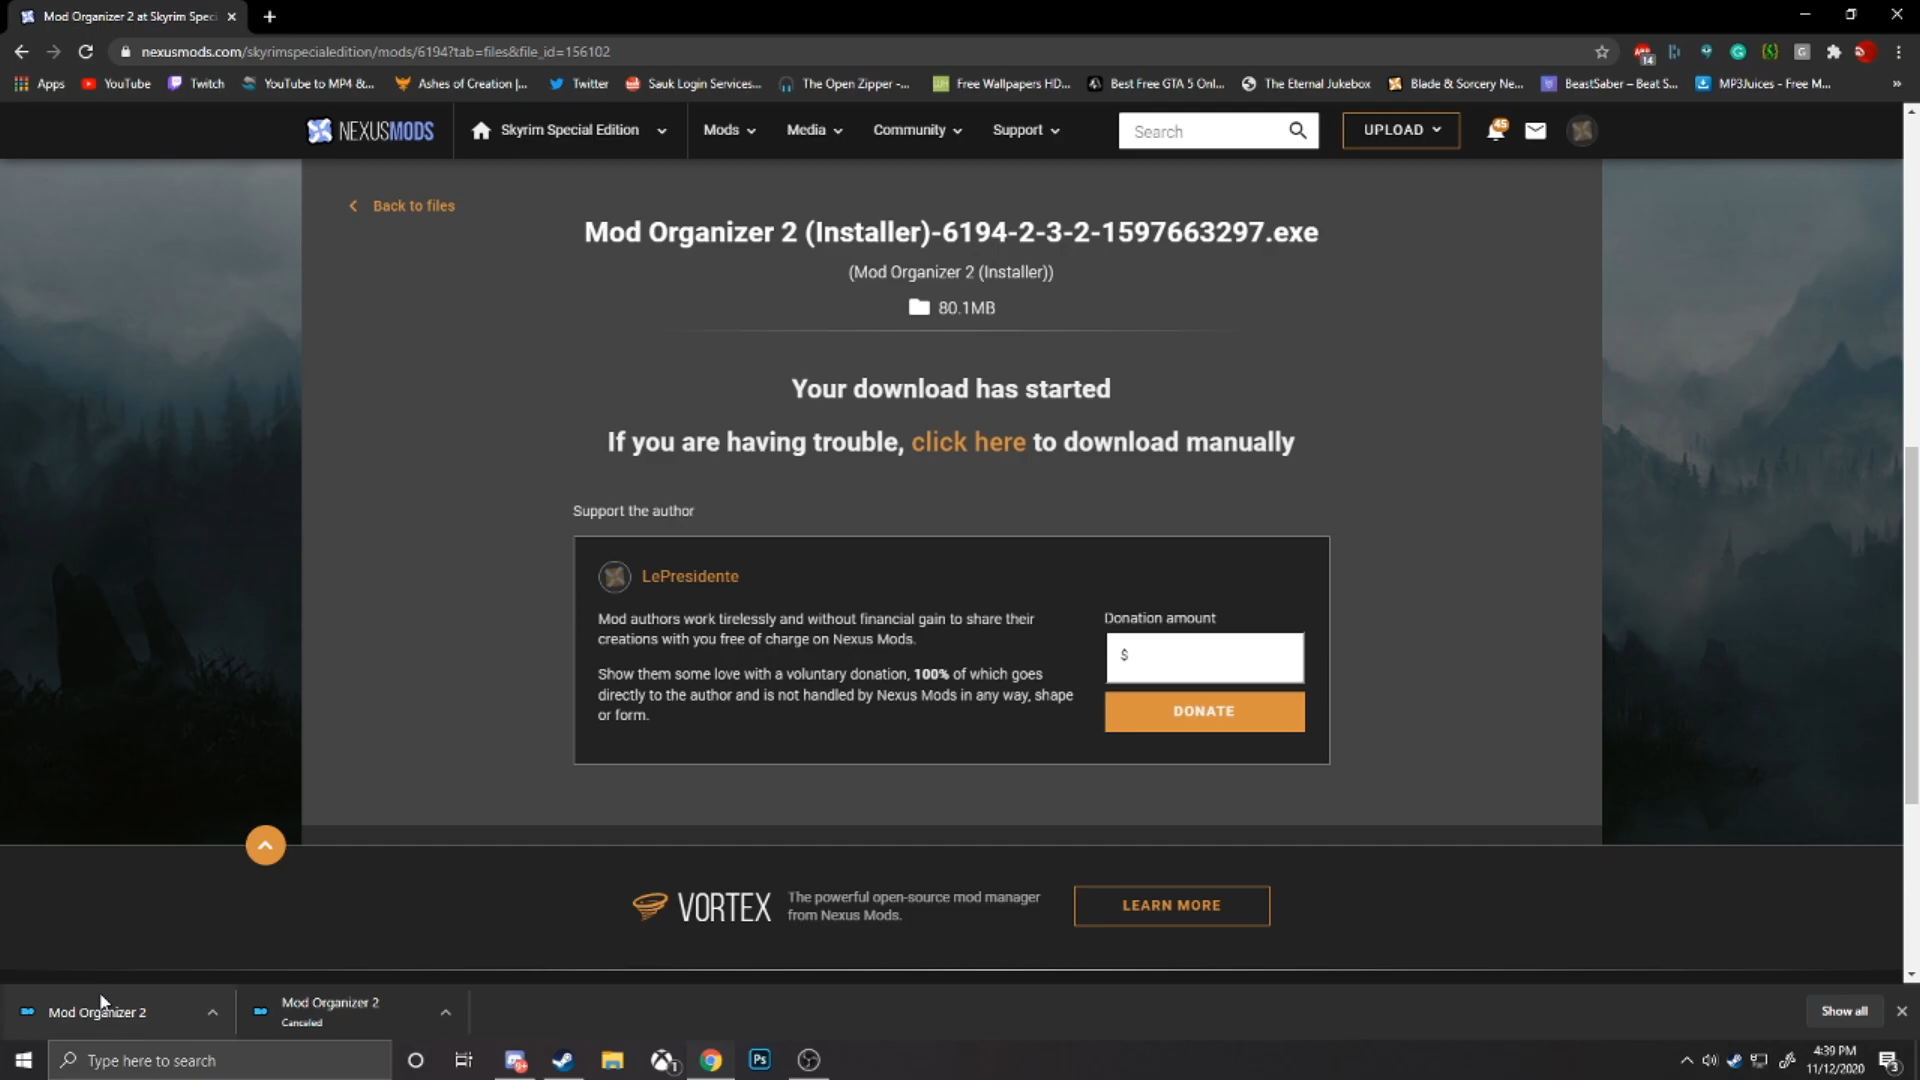 Mod Organizer 2 at Skyrim Speci
nexusmods.com/skyrimspecialedition/mods/6194?tab=files&file_id=156102
14
Apps
YouTube
Twitch
YouTube to MP4 &...
Ashes of Creation |...
Twitter
Sauk Login Services...
The Open Zipper -...
Free Wallpapers HD...
Best Free GTA 5 Onl...
The Eternal Jukebox
Blade & Sorcery Ne...
BeastSaber – Beat S...
MP3Juices - Free M...
NEXUSMODS
Skyrim Special Edition
Mods
Media
Community
Support
Search
UPLOAD
45
Back to files
Mod Organizer 2 (Installer)-6194-2-3-2-1597663297.exe
(Mod Organizer 2 (Installer))
80.1MB
Your download has started
If you are having trouble, click here to download manually
Support the author
LePresidente
Mod authors work tirelessly and without financial gain to share their
creations with you free of charge on Nexus Mods.
Show them some love with a voluntary donation, 100% of which goes
directly to the author and is not handled by Nexus Mods in any way, shape
or form.
Donation amount
$
DONATE
VORTEX
The powerful open-source mod manager
from Nexus Mods.
LEARN MORE
Mod Organizer 2
Mod Organizer 2
Canceled
Show all
Type here to search
Ps
4:39 PM
11/12/2020
3